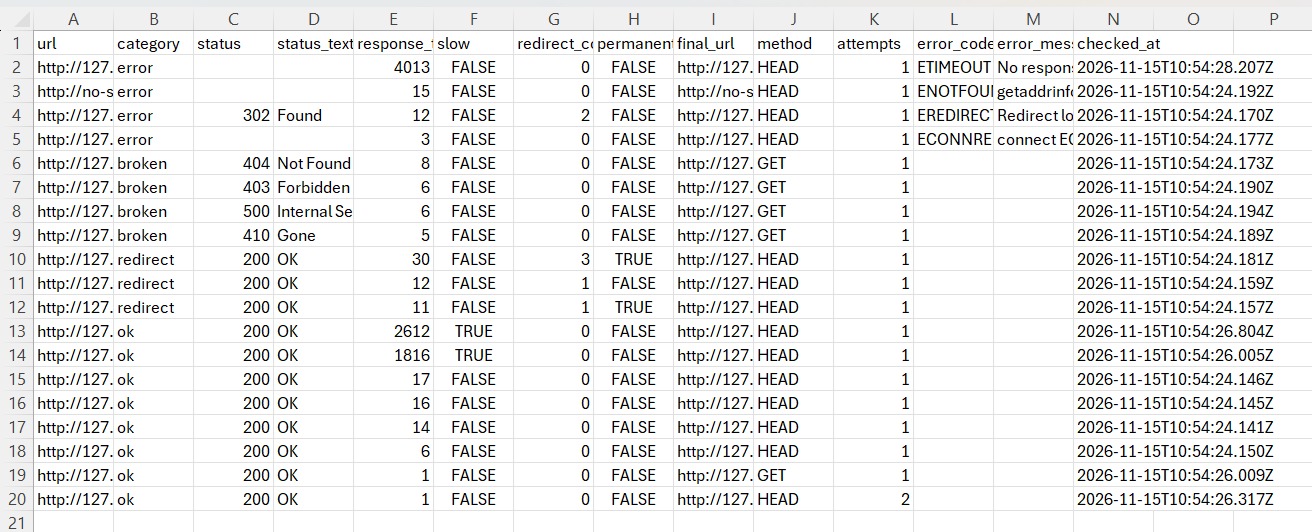 A B C D E F G H I J K L M N O P
1 url category status status_text response_t slow redirect_co permanent final_url method attempts error_code error_mess checked_at
2 http://127. error 4013 FALSE 0 FALSE http://127. HEAD 1 ETIMEOUT No respon 2026-11-15T10:54:28.207Z
3 http://no-s error 15 FALSE 0 FALSE http://no-s HEAD 1 ENOTFOU getaddrinfo 2026-11-15T10:54:24.192Z
4 http://127. error 302 Found 12 FALSE 2 FALSE http://127. HEAD 1 EREDIRECT Redirect lo 2026-11-15T10:54:24.170Z
5 http://127. error 3 FALSE 0 FALSE http://127. HEAD 1 ECONNRE connect EC 2026-11-15T10:54:24.177Z
6 http://127. broken 404 Not Found 8 FALSE 0 FALSE http://127. GET 1 2026-11-15T10:54:24.173Z
7 http://127. broken 403 Forbidden 6 FALSE 0 FALSE http://127. GET 1 2026-11-15T10:54:24.190Z
8 http://127. broken 500 Internal Se 6 FALSE 0 FALSE http://127. GET 1 2026-11-15T10:54:24.194Z
9 http://127. broken 410 Gone 5 FALSE 0 FALSE http://127. GET 1 2026-11-15T10:54:24.189Z
10 http://127. redirect 200 OK 30 FALSE 3 TRUE http://127. HEAD 1 2026-11-15T10:54:24.181Z
11 http://127. redirect 200 OK 12 FALSE 1 FALSE http://127. HEAD 1 2026-11-15T10:54:24.159Z
12 http://127. redirect 200 OK 11 FALSE 1 TRUE http://127. HEAD 1 2026-11-15T10:54:24.157Z
13 http://127. ok 200 OK 2612 TRUE 0 FALSE http://127. HEAD 1 2026-11-15T10:54:26.804Z
14 http://127. ok 200 OK 1816 TRUE 0 FALSE http://127. HEAD 1 2026-11-15T10:54:26.005Z
15 http://127. ok 200 OK 17 FALSE 0 FALSE http://127. HEAD 1 2026-11-15T10:54:24.146Z
16 http://127. ok 200 OK 16 FALSE 0 FALSE http://127. HEAD 1 2026-11-15T10:54:24.145Z
17 http://127. ok 200 OK 14 FALSE 0 FALSE http://127. HEAD 1 2026-11-15T10:54:24.141Z
18 http://127. ok 200 OK 6 FALSE 0 FALSE http://127. HEAD 1 2026-11-15T10:54:24.150Z
19 http://127. ok 200 OK 1 FALSE 0 FALSE http://127. GET 1 2026-11-15T10:54:26.009Z
20 http://127. ok 200 OK 1 FALSE 0 FALSE http://127. HEAD 2 2026-11-15T10:54:26.317Z
21